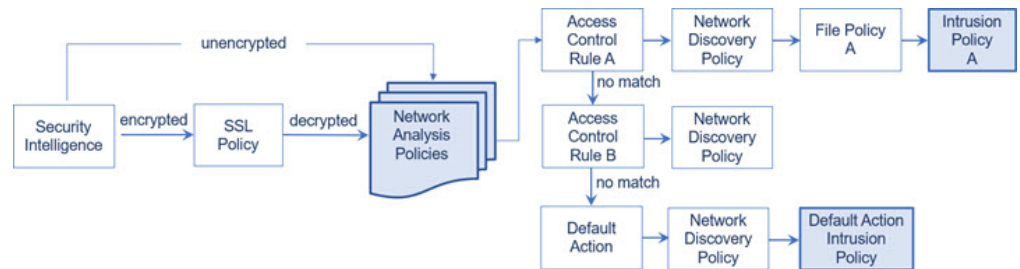 unencrypted
Security
Intelligence
encrypted
SSL
Policy
decrypted
Network
Analysis
Policies
Access
Control
Rule A
Network
Discovery
Policy
File Policy
A
Intrusion
Policy
A
no match
Access
Control
Rule B
Network
Discovery
Policy
no match
Default
Action
Network
Discovery
Policy
Default Action
Intrusion
Policy